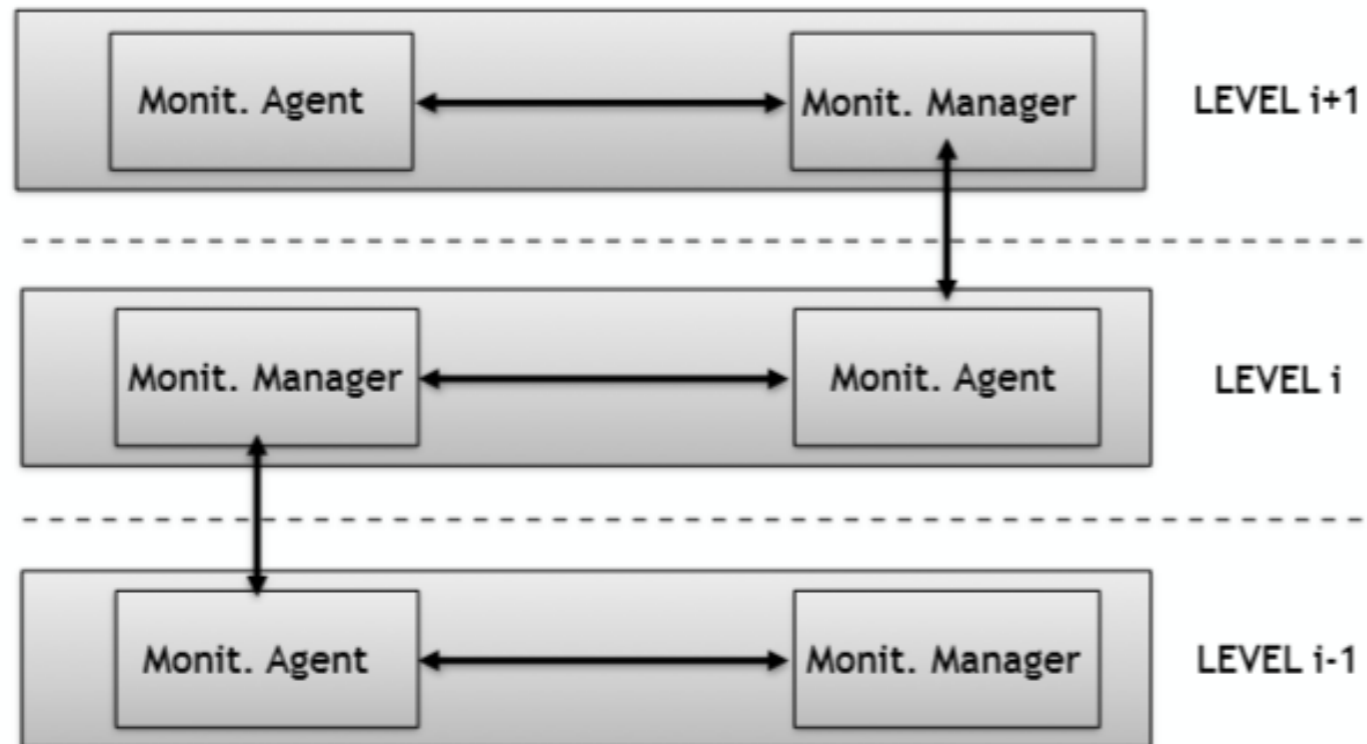 Monit. Agent
Monit. Manager
LEVEL i+1
Monit. Manager
Monit. Agent
LEVEL i
Monit. Agent
Monit. Manager
LEVEL i-1